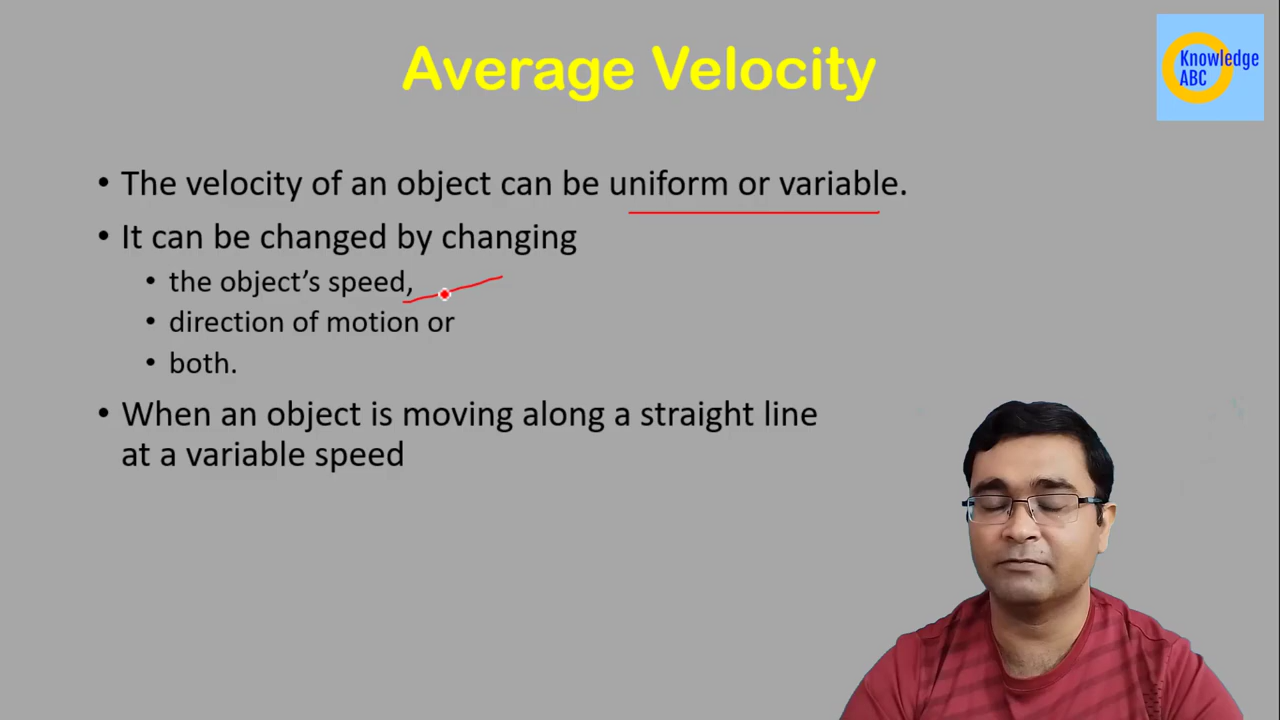 Average Velocity
Knowledge
ABC
• The velocity of an object can be uniform or variable.
• It can be changed by changing
• the object’s speed,
• direction of motion or
• both.
• When an object is moving along a straight line
at a variable speed